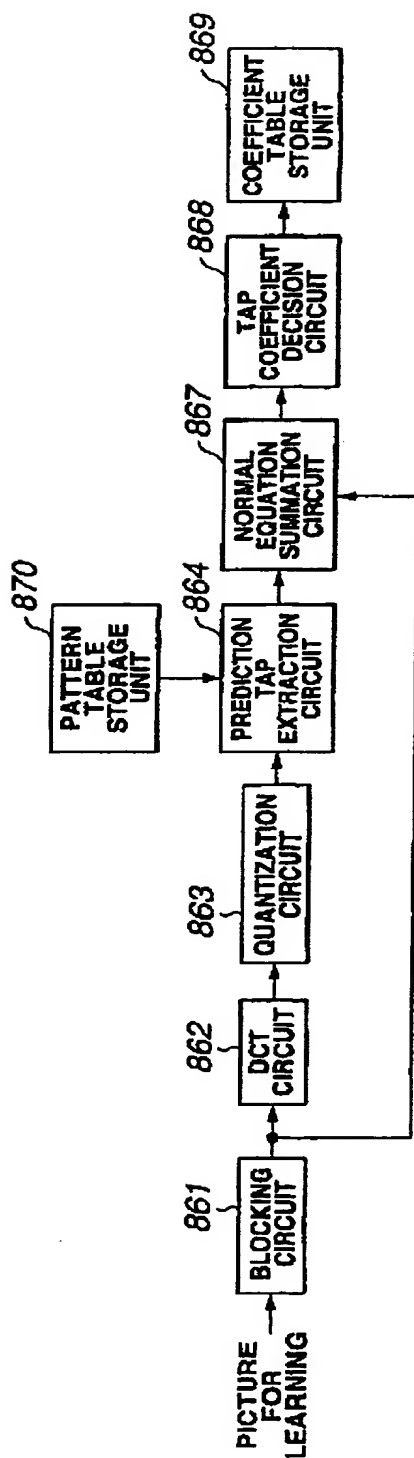 PICTURE
FOR
LEARNING
861
BLOCKING
CIRCUIT
862
DCT
CIRCUIT
863
QUANTIZATION
CIRCUIT
870
PATTERN
TABLE
STORAGE
UNIT
864
PREDICTION
TAP
EXTRACTION
CIRCUIT
867
NORMAL
EQUATION
SUMMATION
CIRCUIT
868
TAP
COEFFICIENT
DECISION
CIRCUIT
869
COEFFICIENT
TABLE
STORAGE
UNIT